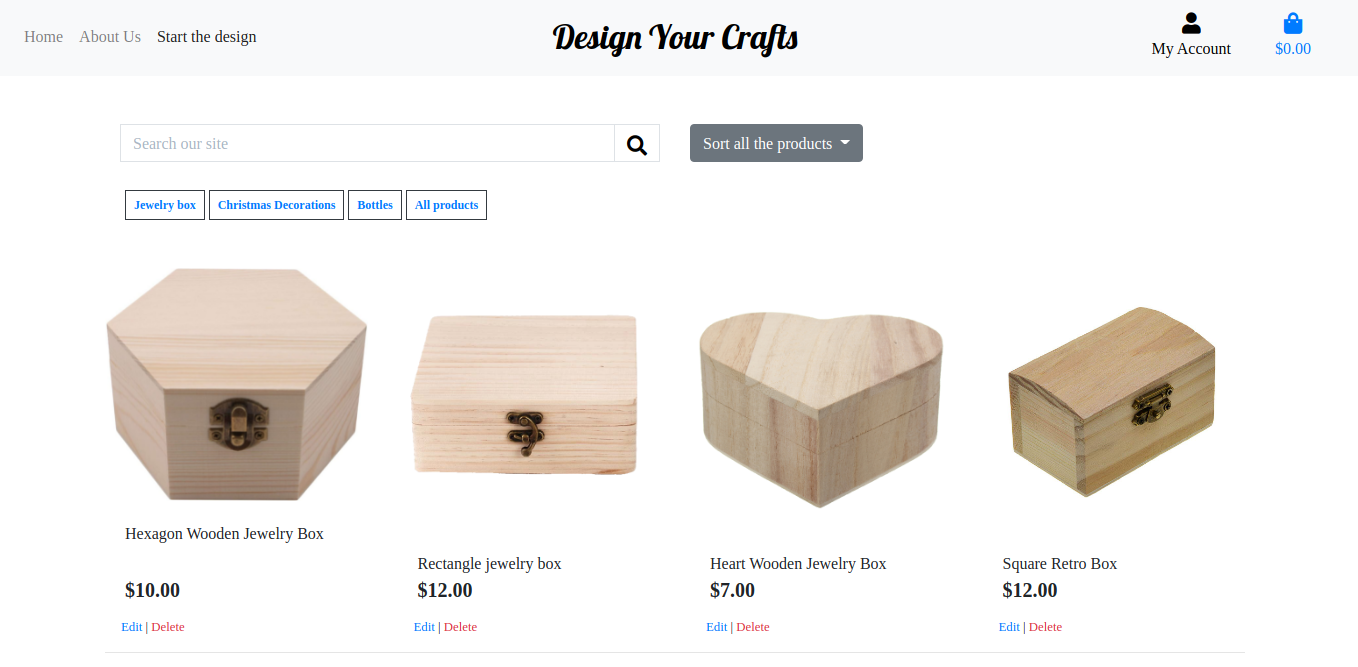 Home About Us Start the design
Design Your Crafts
My Account
$0.00
Search our site
Sort all the products
Jewelry box Christmas Decorations Bottles All products
Hexagon Wooden Jewelry Box
$10.00
Edit | Delete
Rectangle jewelry box
$12.00
Edit | Delete
Heart Wooden Jewelry Box
$7.00
Edit | Delete
Square Retro Box
$12.00
Edit | Delete